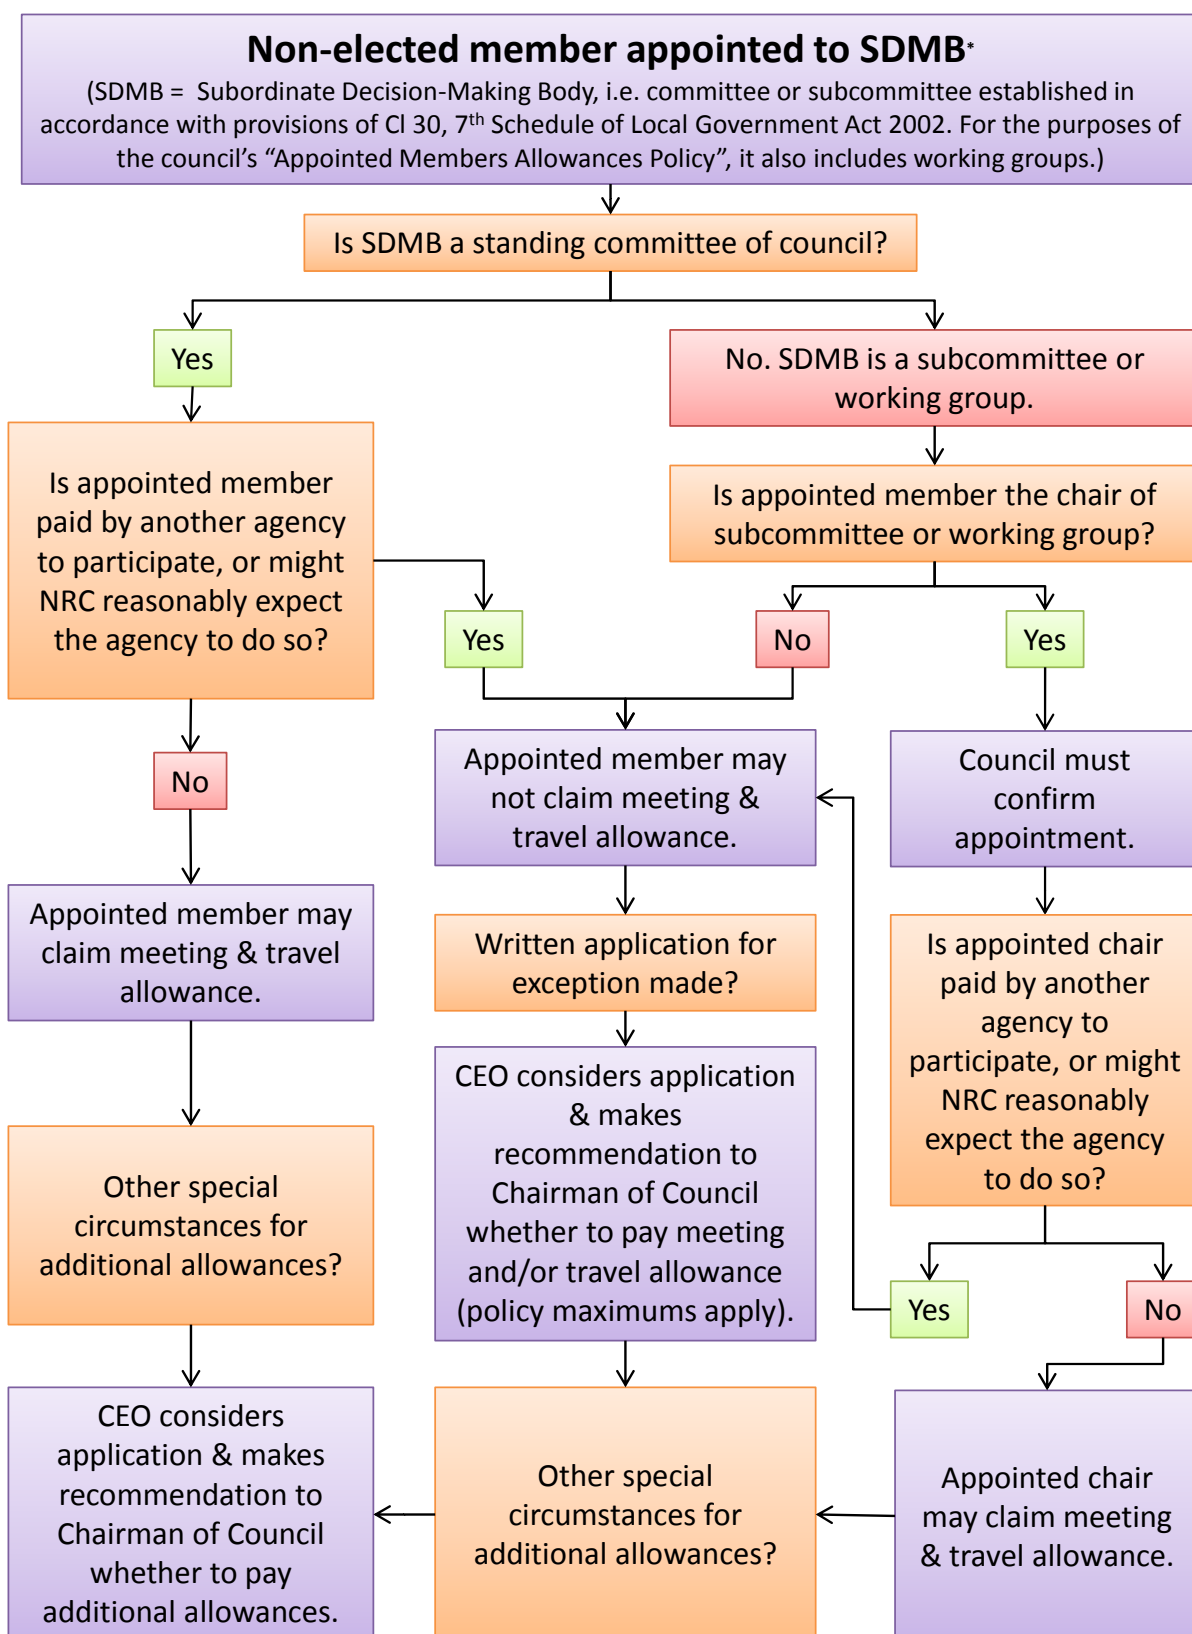 Non-elected member appointed to SDMB*
(SDMB =  Subordinate Decision-Making Body, i.e. committee or subcommittee established in
accordance with provisions of Cl 30, 7th Schedule of Local Government Act 2002. For the purposes of
the council's “Appointed Members Allowances Policy”, it also includes working groups.)
Is SDMB a standing committee of council?
Yes
No. SDMB is a subcommittee or
working group.
Is appointed member
paid by another agency
to participate, or might
NRC reasonably expect
the agency to do so?
Is appointed member the chair of
subcommittee or working group?
Yes
No
Yes
No
Appointed member may
not claim meeting &
travel allowance.
Council must
confirm
appointment.
Appointed member may
claim meeting & travel
allowance.
Written application for
exception made?
Is appointed chair
paid by another
agency to
participate, or might
NRC reasonably
expect the agency
to do so?
CEO considers application
& makes
recommendation to
Chairman of Council
whether to pay meeting
and/or travel allowance
(policy maximums apply).
Other special
circumstances for
additional allowances?
Yes
No
CEO considers
application & makes
recommendation to
Chairman of Council
whether to pay
additional allowances.
Other special
circumstances for
additional allowances?
Appointed chair
may claim meeting
& travel allowance.